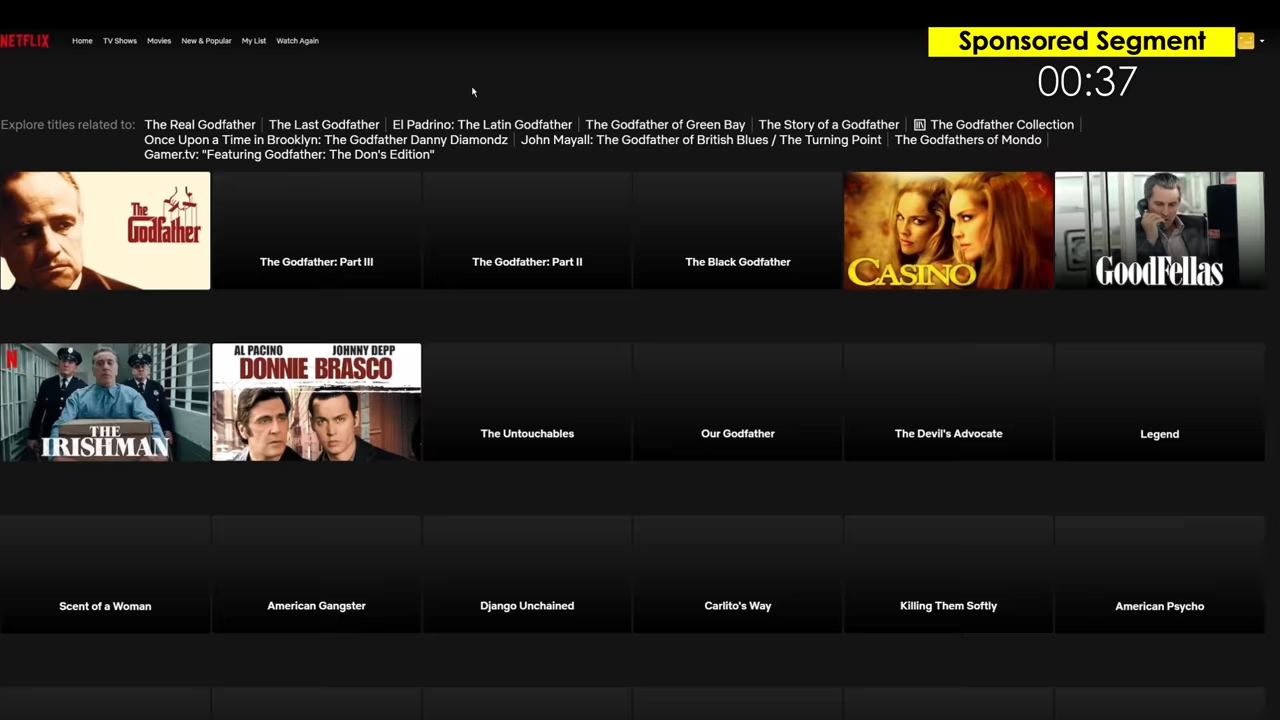 Sponsored Segment
NETFLIX Home TV Shows Movies New & Popular My List Watch Again
00:37
Explore titles related to: The Real Godfather | The Last Godfather | El Padrino: The Latin Godfather | The Godfather of Green Bay | The Story of a Godfather | The Godfather Collection |
Once Upon a Time in Brooklyn: The Godfather Danny Diamondz | John Mayall: The Godfather of British Blues / The Turning Point | The Godfathers of Mondo |
Gamer.tv: "Featuring Godfather: The Don's Edition"
The
Godfather
The Godfather: Part III
The Godfather: Part II
The Black Godfather
CASINO
GOODFELLAS
N
THE
IRISHMAN
AL PACINO JOHNNY DEPP
DONNIE BRASCO
The Untouchables
Our Godfather
The Devil's Advocate
Legend
Scent of a Woman
American Gangster
Django Unchained
Carlito's Way
Killing Them Softly
American Psycho